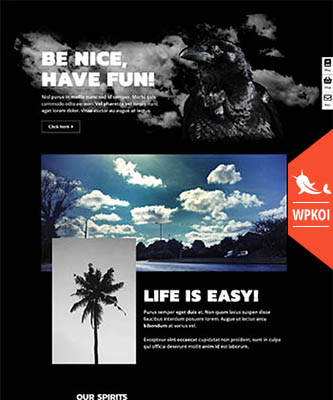 BE NICE,
HAVE FUN!
Nisl purus in mollis nunc sed id semper. Morbi quis
commodo odio aenean. Vel pharetra vel turpis nunc
eget lorem dolor. Vitae auctor eu augue ut lectus.
Click here
WPKOI
LIFE IS EASY!
Purus semper eget duis at. Non quam lacus suspen disse
faucibus interdum posuere lorem. Augue ut lectus arcu
bibendum at varius vel.
Excepteur sint occaecat cupidatat non proident, sunt in culpa
qui officia deserunt mollit anim id est laborum.
OUR SPIRITS